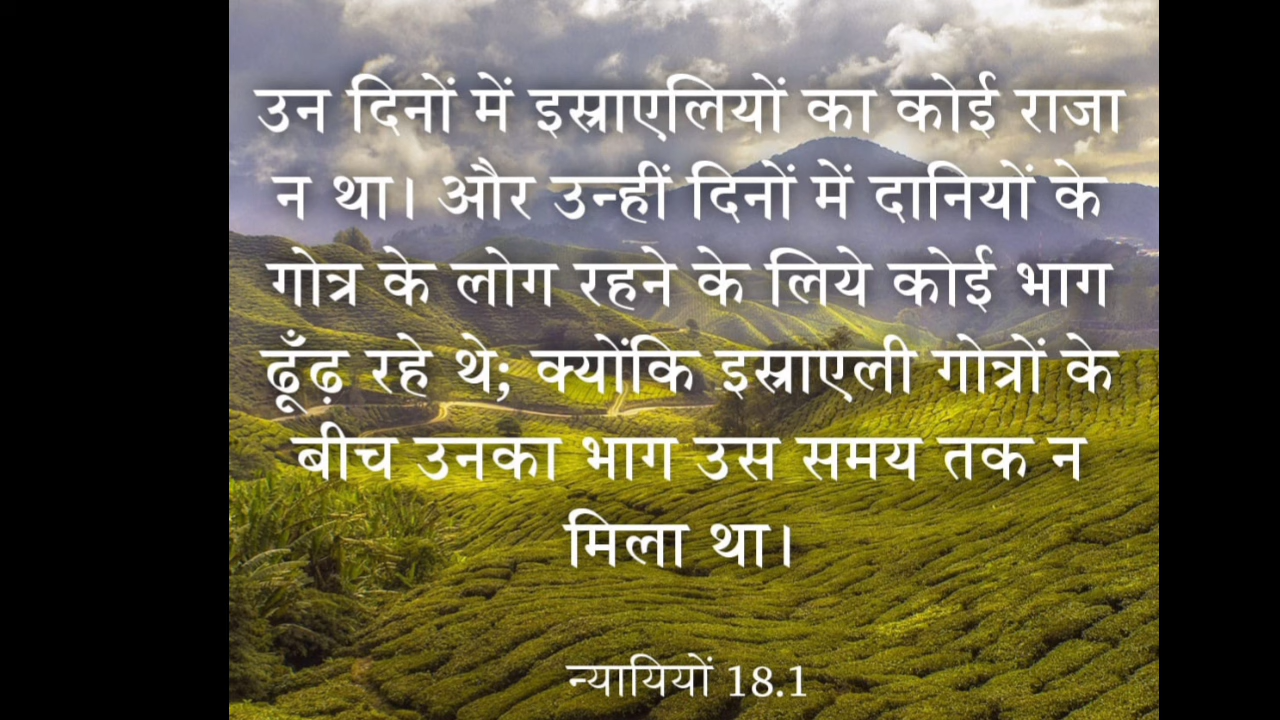 उन दिनों में इस्राएलियों का कोई राजा
न था। और उन्हीं दिनों में दानियों के
गोत्र के लोग रहने के लिये कोई भाग
ढूँढ़ रहे थे; क्योंकि इस्राएली गोत्रों के
बीच उनका भाग उस समय तक न
मिला था।
न्यायियों 18.1